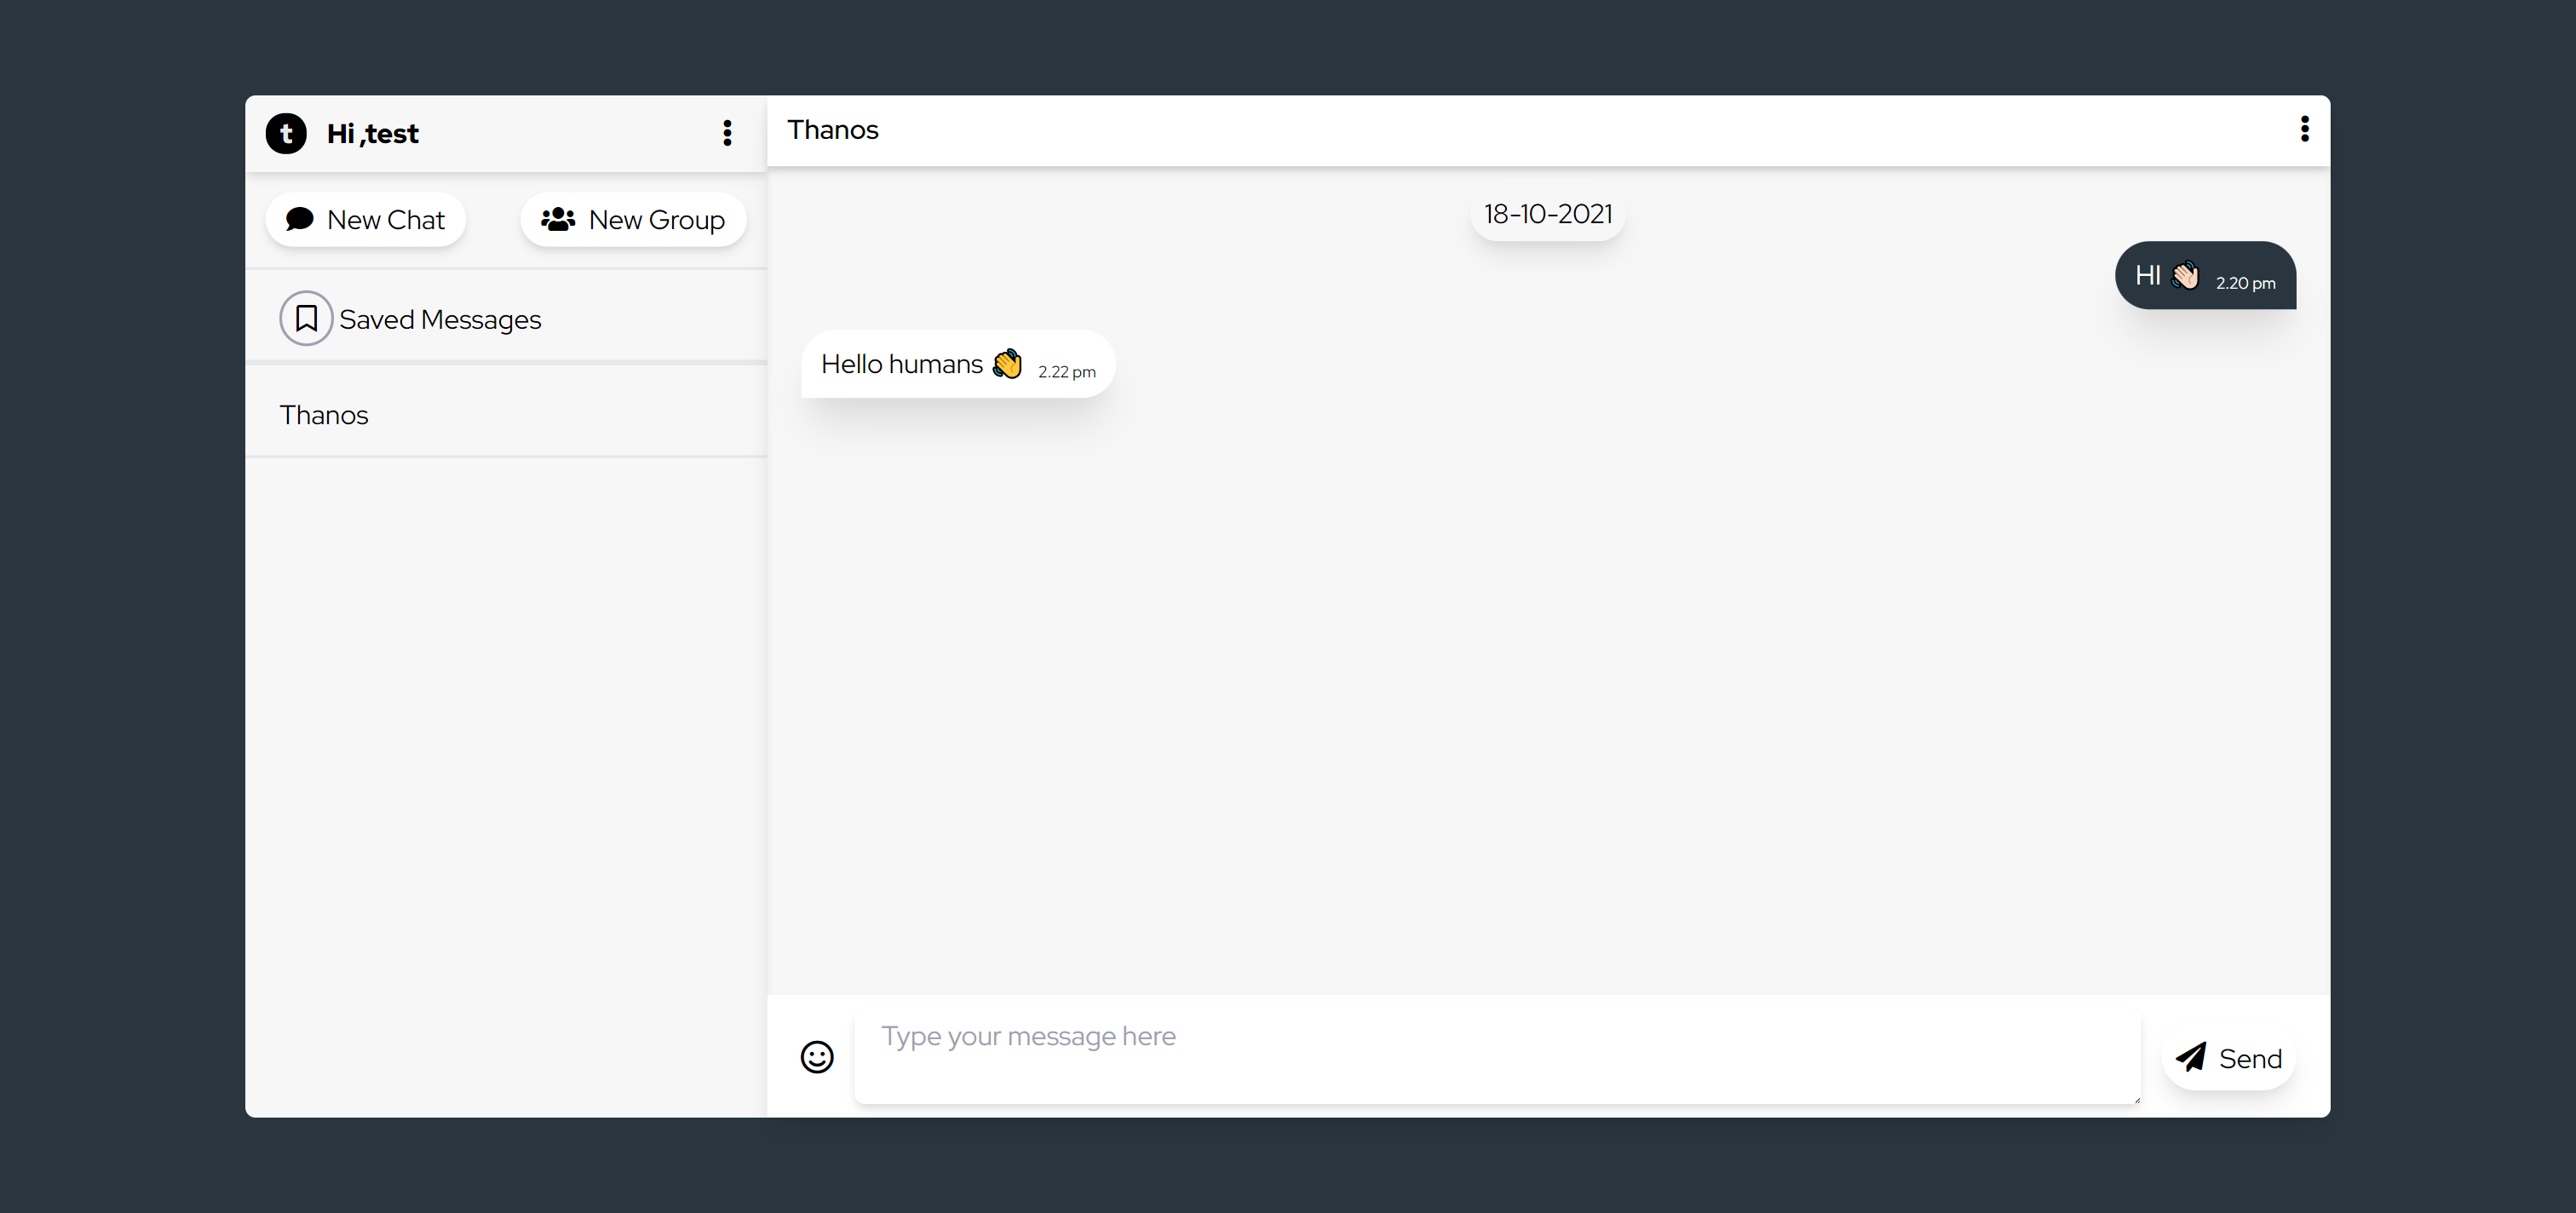 t Hi ,test
New Chat New Group
Saved Messages
Thanos
Thanos
18-10-2021
HI 👋🏻 2.20 pm
Hello humans 👋 2.22 pm
Type your message here
Send